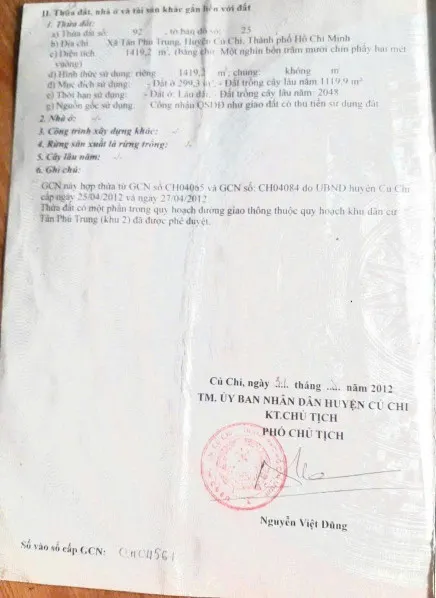 II. Thửa đất, nhà ở và tài sản khác gắn liền với đất
1. Thửa đất:
a) Thửa đất số: 92 , tờ bản đồ số: 25
b) Địa chỉ: Xã Tân Phú Trung, Huyện Củ Chi, Thành phố Hồ Chí Minh
c) Diện tích: 1419,2 m², (bằng chữ: Một nghìn bốn trăm mười chín phẩy hai mét
vuông)
d) Hình thức sử dụng: riêng 1419,2 m²; chung: không m
đ) Mục đích sử dụng: - Đất ở 299,3 m²; - Đất trồng cây lâu năm 1119,9 m²
e) Thời hạn sử dụng: - Đất ở: Lâu dài; - Đất trồng cây lâu năm: 2048
g) Nguồn gốc sử dụng: Công nhận QSDĐ như giao đất có thu tiền sử dụng đất
2. Nhà ở: -/-
3. Công trình xây dựng khác: -/-
4. Rừng sản xuất là rừng trồng: -/-
5. Cây lâu năm: -/-
6. Ghi chú:
GCN này hợp thửa từ GCN số CH04065 và GCN số: CH04084 do UBND huyện Củ Chi
cấp ngày 25/04/2012 và ngày 27/04/2012
Thửa đất có một phần trong quy hoạch đường giao thông thuộc quy hoạch khu dân cư
Tân Phú Trung (khu 2) đã được phê duyệt.
Củ Chi, ngày tháng năm 2012
TM. ỦY BAN NHÂN DÂN HUYỆN CỦ CHI
KT.CHỦ TỊCH
PHÓ CHỦ TỊCH
Nguyễn Việt Dũng
Số vào sổ cấp GCN: CH04561